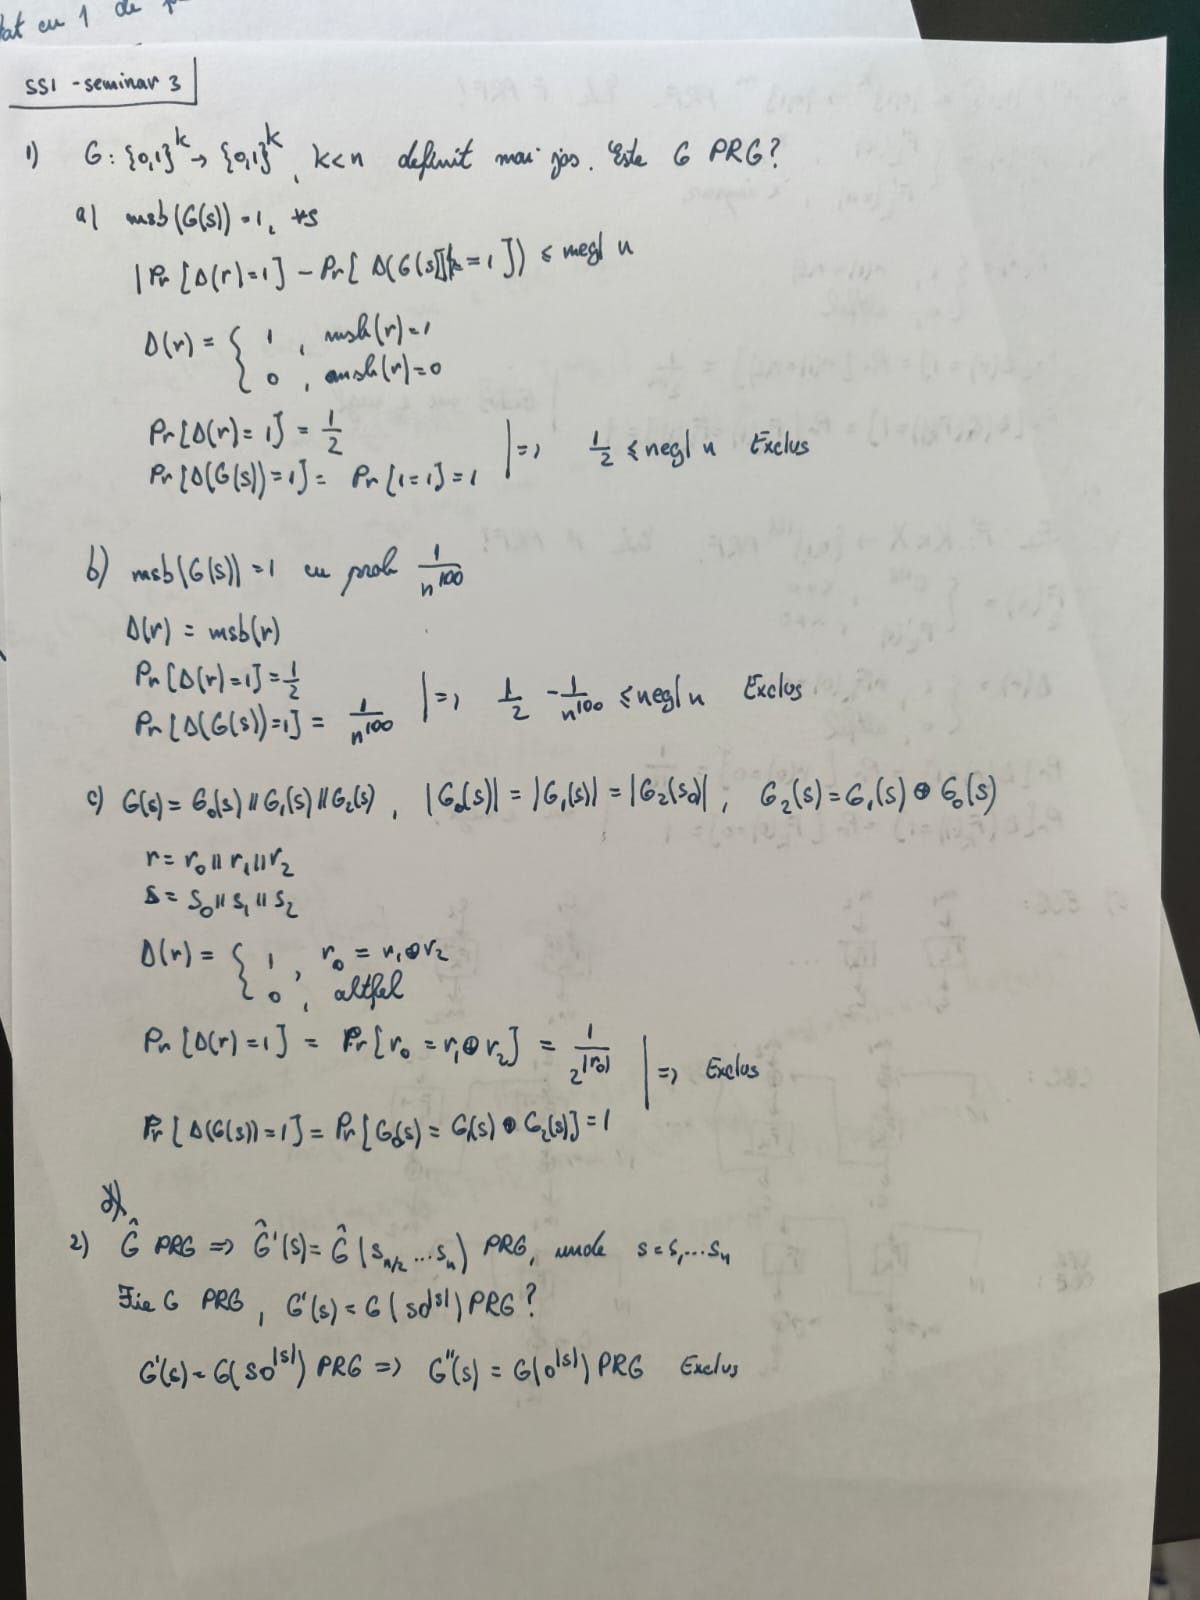 tat cu 1 de
SSI - seminar 3
1) G: {0,1}^k → {0,1}^k, k<n definit mai jos. Este G PRG?
a) msb(G(s)) = 1, ∀s
|Pr[D(r)=1] - Pr[D(G(s))=1]| ≤ negl n
D(r) = { 1, msb(r)=1
0, msb(r)=0
Pr[D(r)=1] = 1/2
Pr[D(G(s))=1] = Pr[1=1] = 1 | => 1/2 ≤ negl n Exclus
b) msb(G(s)) = 1 cu prob 1/n^100
D(r) = msb(r)
Pr[D(r)=1] = 1/2
Pr[D(G(s))=1] = 1/n^100 | => 1/2 - 1/n^100 ≤ negl n Exclus
c) G(s) = G₀(s) || G₁(s) || G₂(s), |G₀(s)| = |G₁(s)| = |G₂(s)|, G₂(s) = G₁(s) ⊕ G₀(s)
r = r₀ || r₁ || r₂
s = s₀ || s₁ || s₂
D(r) = { 1, r₀ = r₁ ⊕ r₂
0, altfel
Pr[D(r)=1] = Pr[r₀ = r₁ ⊕ r₂] = 1/2^|r₀| | => Exclus
Pr[D(G(s))=1] = Pr[G₀(s) = G₁(s) ⊕ G₂(s)] = 1
2) Ĝ PRG => Ĝ'(s) = Ĝ(s_n/2 ... s_n) PRG, unde s = s₁...s_n
Fie G PRG, G'(s) = G(s0^|s|) PRG?
G'(s) = G(s0^|s|) PRG => G''(s) = G(0^|s|) PRG Exclus